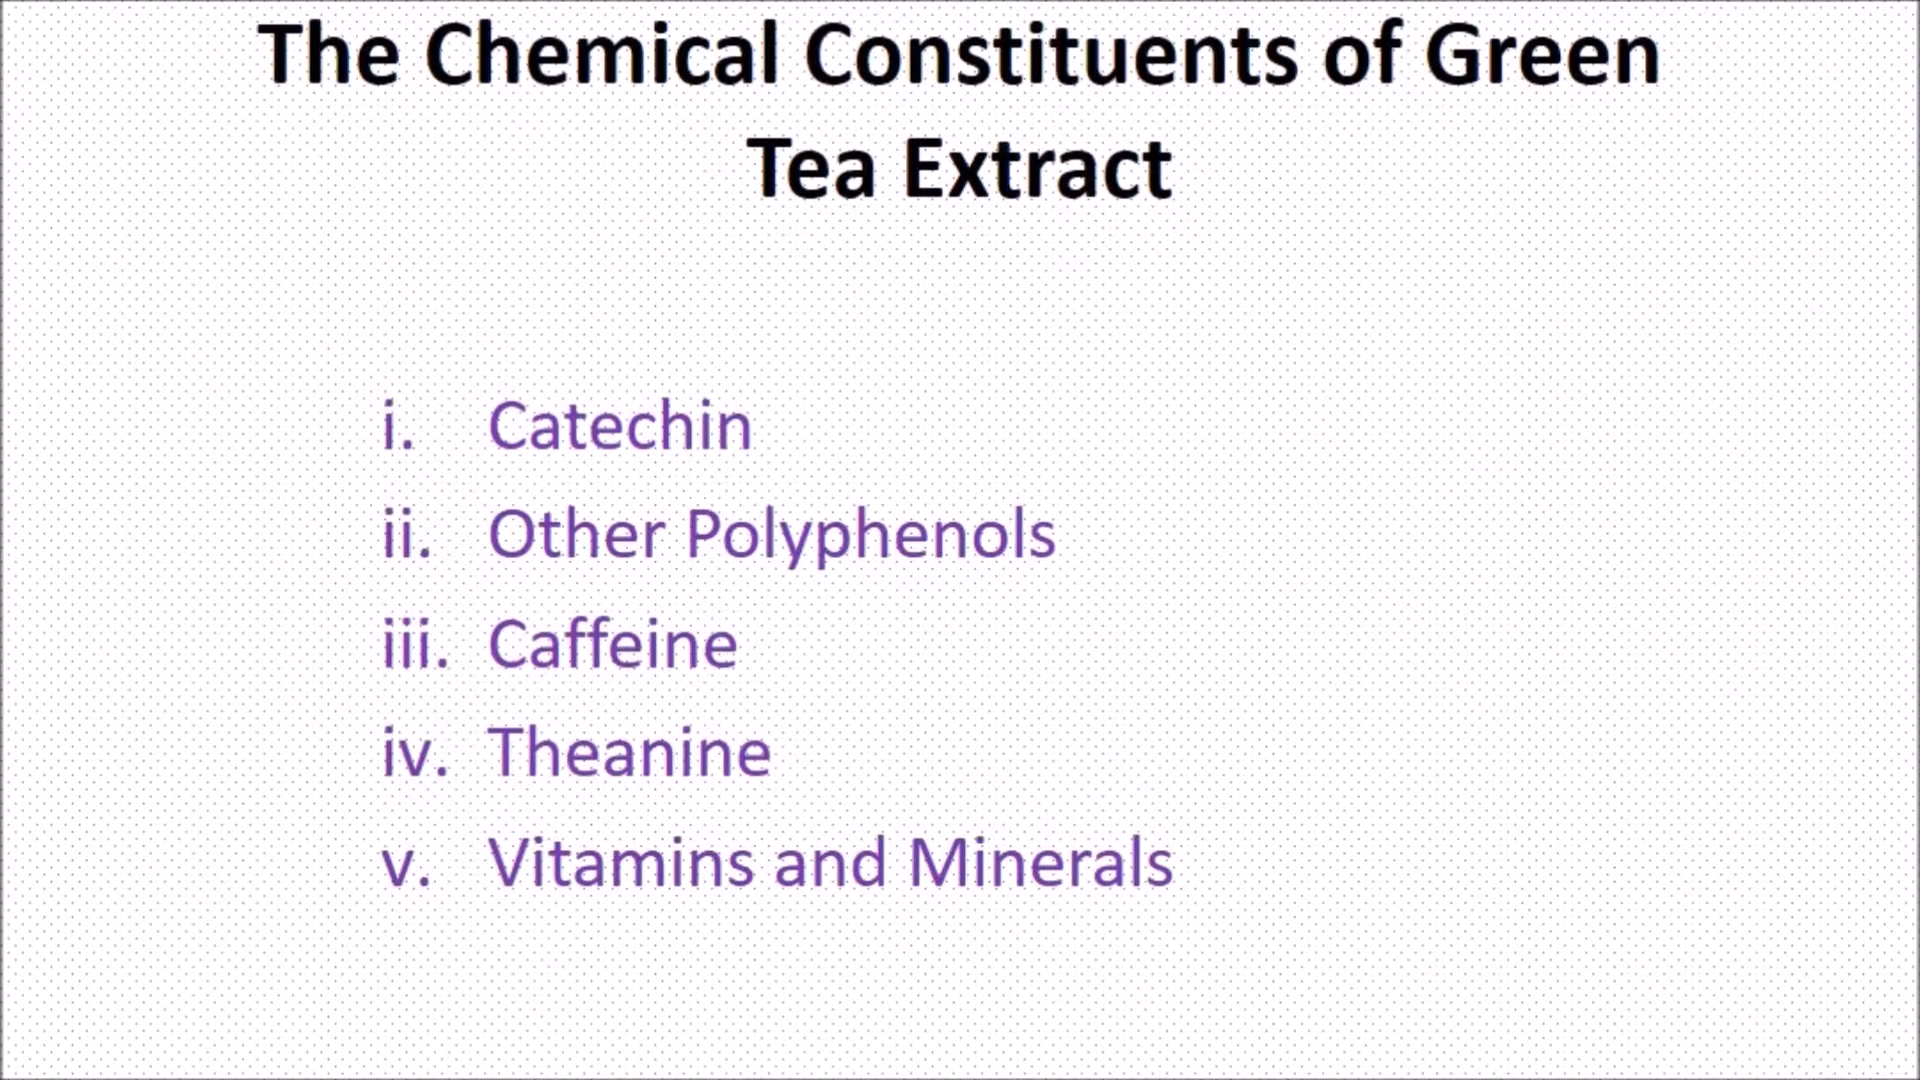 The Chemical Constituents of Green
Tea Extract
i. Catechin
ii. Other Polyphenols
iii. Caffeine
iv. Theanine
v. Vitamins and Minerals